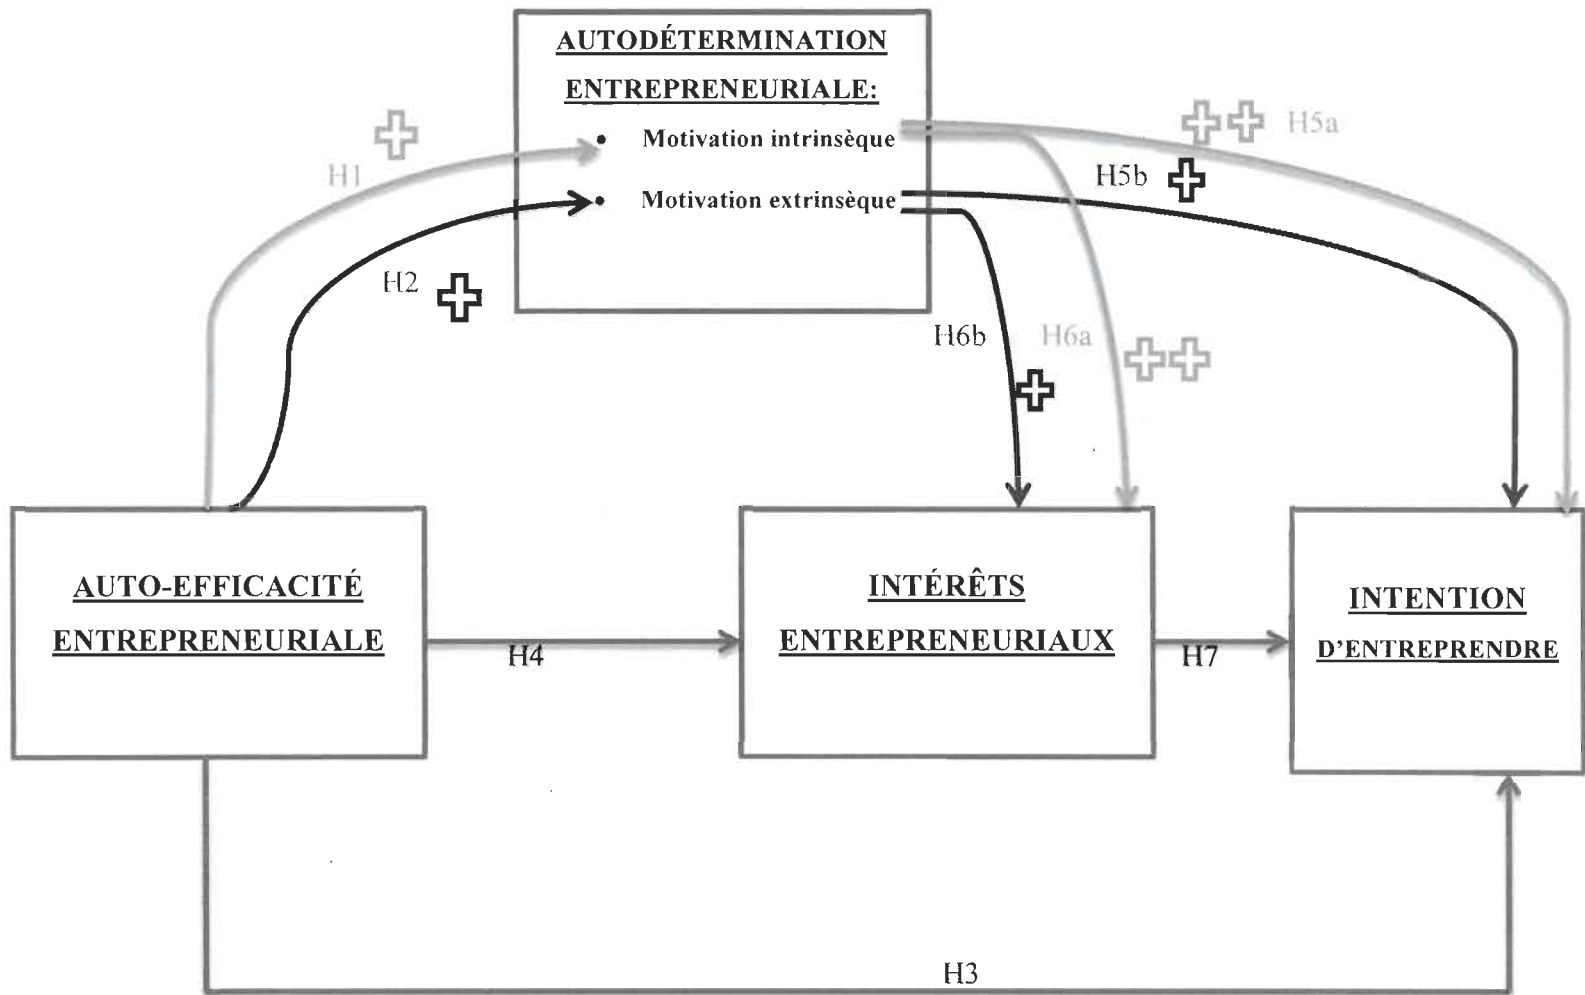 AUTODÉTERMINATION
ENTREPRENEURIALE:
• Motivation intrinsèque
• Motivation extrinsèque
H1
H2
H5a
H5b
H6b
H6a
AUTO-EFFICACITÉ
ENTREPRENEURIALE
H4
INTÉRÊTS
ENTREPRENEURIAUX
H7
INTENTION
D’ENTREPRENDRE
H3